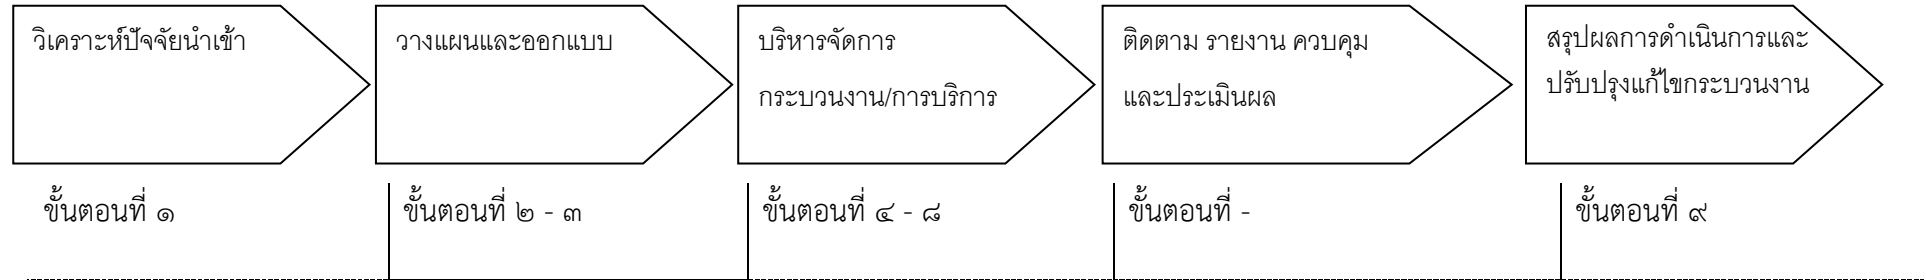 วิเคราะห์ปัจจัยนำเข้า
วางแผนและออกแบบ
บริหารจัดการ
กระบวนงาน/การบริการ
ติดตาม รายงาน ควบคุม
และประเมินผล
สรุปผลการดำเนินการและ
ปรับปรุงแก้ไขกระบวนงาน
ขั้นตอนที่ ๑
ขั้นตอนที่ ๒ - ๓
ขั้นตอนที่ ๔ - ๘
ขั้นตอนที่ -
ขั้นตอนที่ ๙